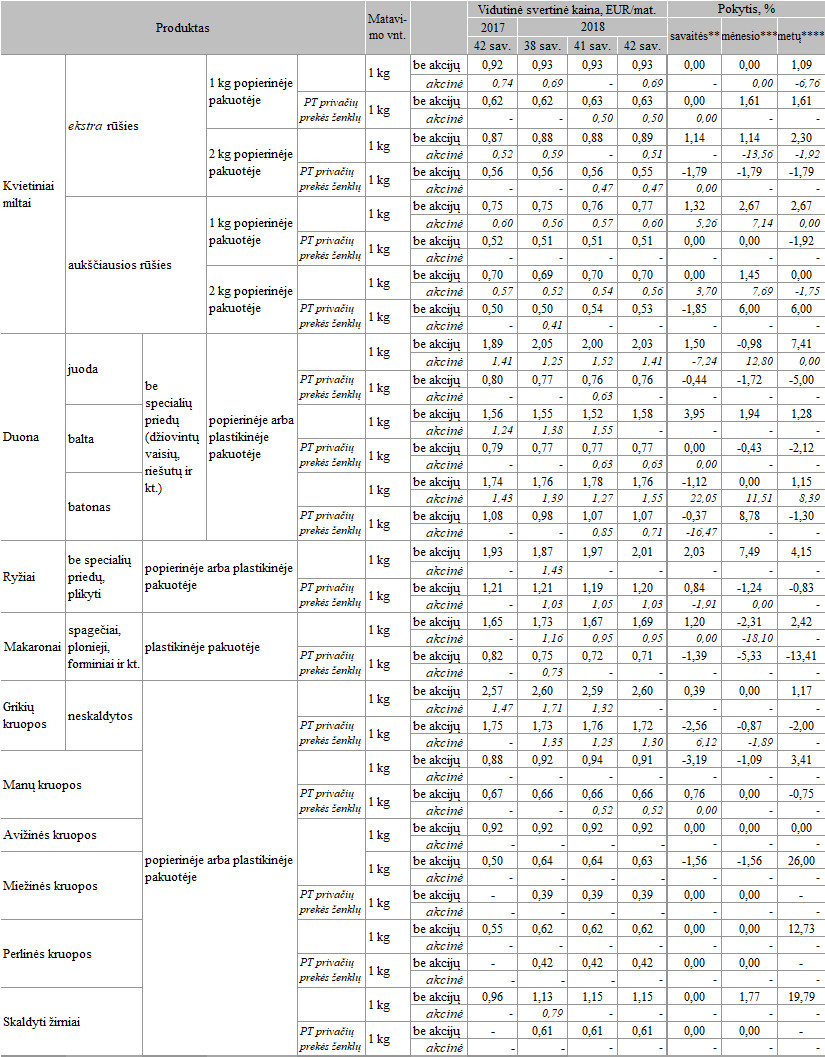 Produktas Matavi-mo vnt. Vidutinė svertinė kaina, EUR/mat. Pokytis, %
2017 2018 savaitės** mėnesio*** metų****
42 sav. 38 sav. 41 sav. 42 sav.
Kvietiniai miltai ekstra rūšies 1 kg popierinėje pakuotėje 1 kg be akcijų 0,92 0,93 0,93 0,93 0,00 0,00 1,09
akcinė 0,74 0,69 - 0,69 - 0,00 -6,76
PT privačių prekės ženklų 1 kg be akcijų 0,62 0,62 0,63 0,63 0,00 1,61 1,61
akcinė - - 0,50 0,50 0,00 - -
2 kg popierinėje pakuotėje 1 kg be akcijų 0,87 0,88 0,88 0,89 1,14 1,14 2,30
akcinė 0,52 0,59 - 0,51 - -13,56 -1,92
PT privačių prekės ženklų 1 kg be akcijų 0,56 0,56 0,56 0,55 -1,79 -1,79 -1,79
akcinė - - 0,47 0,47 0,00 - -
aukščiausios rūšies 1 kg popierinėje pakuotėje 1 kg be akcijų 0,75 0,75 0,76 0,77 1,32 2,67 2,67
akcinė 0,60 0,56 0,57 0,60 5,26 7,14 0,00
PT privačių prekės ženklų 1 kg be akcijų 0,52 0,51 0,51 0,51 0,00 0,00 -1,92
akcinė - - - - - - -
2 kg popierinėje pakuotėje 1 kg be akcijų 0,70 0,69 0,70 0,70 0,00 1,45 0,00
akcinė 0,57 0,52 0,54 0,56 3,70 7,69 -1,75
PT privačių prekės ženklų 1 kg be akcijų 0,50 0,50 0,54 0,53 -1,85 6,00 6,00
akcinė - 0,41 - - - - -
Duona juoda be specialių priedų (džiovintų vaisių, riešutų ir kt.) popierinėje arba plastikinėje pakuotėje 1 kg be akcijų 1,89 2,05 2,00 2,03 1,50 -0,98 7,41
akcinė 1,41 1,25 1,52 1,41 -7,24 12,80 0,00
PT privačių prekės ženklų 1 kg be akcijų 0,80 0,77 0,76 0,76 -0,44 -1,72 -5,00
akcinė - - 0,63 - - - -
balta 1 kg be akcijų 1,56 1,55 1,52 1,58 3,95 1,94 1,28
akcinė 1,24 1,38 1,55 - - - -
PT privačių prekės ženklų 1 kg be akcijų 0,79 0,77 0,77 0,77 0,00 -0,43 -2,12
akcinė - - 0,63 0,63 0,00 - -
batonas 1 kg be akcijų 1,74 1,76 1,78 1,76 -1,12 0,00 1,15
akcinė 1,43 1,39 1,27 1,55 22,05 11,51 8,39
PT privačių prekės ženklų 1 kg be akcijų 1,08 0,98 1,07 1,07 -0,37 8,78 -1,30
akcinė - - 0,85 0,71 -16,47 - -
Ryžiai be specialių priedų, plikyti popierinėje arba plastikinėje pakuotėje 1 kg be akcijų 1,93 1,87 1,97 2,01 2,03 7,49 4,15
akcinė - 1,43 - - - - -
PT privačių prekės ženklų 1 kg be akcijų 1,21 1,21 1,19 1,20 0,84 -1,24 -0,83
akcinė - 1,03 1,05 1,03 -1,91 0,00 -
Makaronai spagečiai, plonieji, forminiai ir kt. plastikinėje pakuotėje 1 kg be akcijų 1,65 1,73 1,67 1,69 1,20 -2,31 2,42
akcinė - 1,16 0,95 0,95 0,00 -18,10 -
PT privačių prekės ženklų 1 kg be akcijų 0,82 0,75 0,72 0,71 -1,39 -5,33 -13,41
akcinė - 0,73 - - - - -
Grikių kruopos neskaldytos popierinėje arba plastikinėje pakuotėje 1 kg be akcijų 2,57 2,60 2,59 2,60 0,39 0,00 1,17
akcinė 1,47 1,71 1,32 - - - -
PT privačių prekės ženklų 1 kg be akcijų 1,75 1,73 1,76 1,72 -2,56 -0,87 -2,00
akcinė - 1,33 1,23 1,30 6,12 -1,89 -
Manų kruopos 1 kg be akcijų 0,88 0,92 0,94 0,91 -3,19 -1,09 3,41
akcinė - - - - - - -
PT privačių prekės ženklų 1 kg be akcijų 0,67 0,66 0,66 0,66 0,76 0,00 -0,75
akcinė - - 0,52 0,52 0,00 - -
Avižinės kruopos 1 kg be akcijų 0,92 0,92 0,92 0,92 0,00 0,00 0,00
akcinė - - - - - - -
Miežinės kruopos 1 kg be akcijų 0,50 0,64 0,64 0,63 -1,56 -1,56 26,00
akcinė - - - - - - -
PT privačių prekės ženklų 1 kg be akcijų - 0,39 0,39 0,39 0,00 0,00 -
akcinė - - - - - - -
Perlinės kruopos 1 kg be akcijų 0,55 0,62 0,62 0,62 0,00 0,00 12,73
akcinė - - - - - - -
PT privačių prekės ženklų 1 kg be akcijų - 0,42 0,42 0,42 0,00 0,00 -
akcinė - - - - - - -
Skaldyti žirniai 1 kg be akcijų 0,96 1,13 1,15 1,15 0,00 1,77 19,79
akcinė - 0,79 - - - - -
PT privačių prekės ženklų 1 kg be akcijų - 0,61 0,61 0,61 0,00 0,00 -
akcinė - - - - - - -